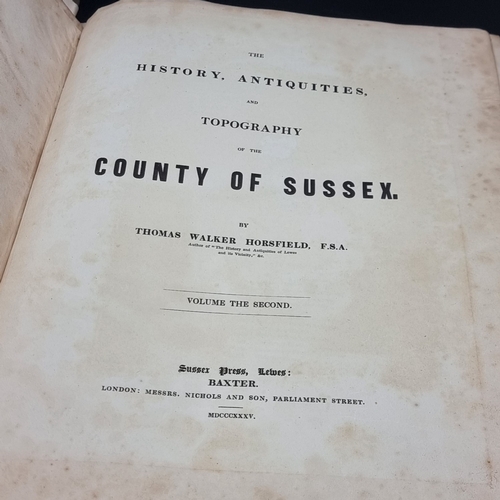 THE
HISTORY, ANTIQUITIES,
AND
TOPOGRAPHY
OF THE
COUNTY OF SUSSEX.
BY
THOMAS WALKER HORSFIELD, F.S.A.
Author of "The History and Antiquities of Lewes
and its Vicinity," &c.
VOLUME THE SECOND.
Sussex Press, Lewes:
BAXTER.
LONDON: MESSRS. NICHOLS AND SON, PARLIAMENT STREET.
MDCCCXXXV.